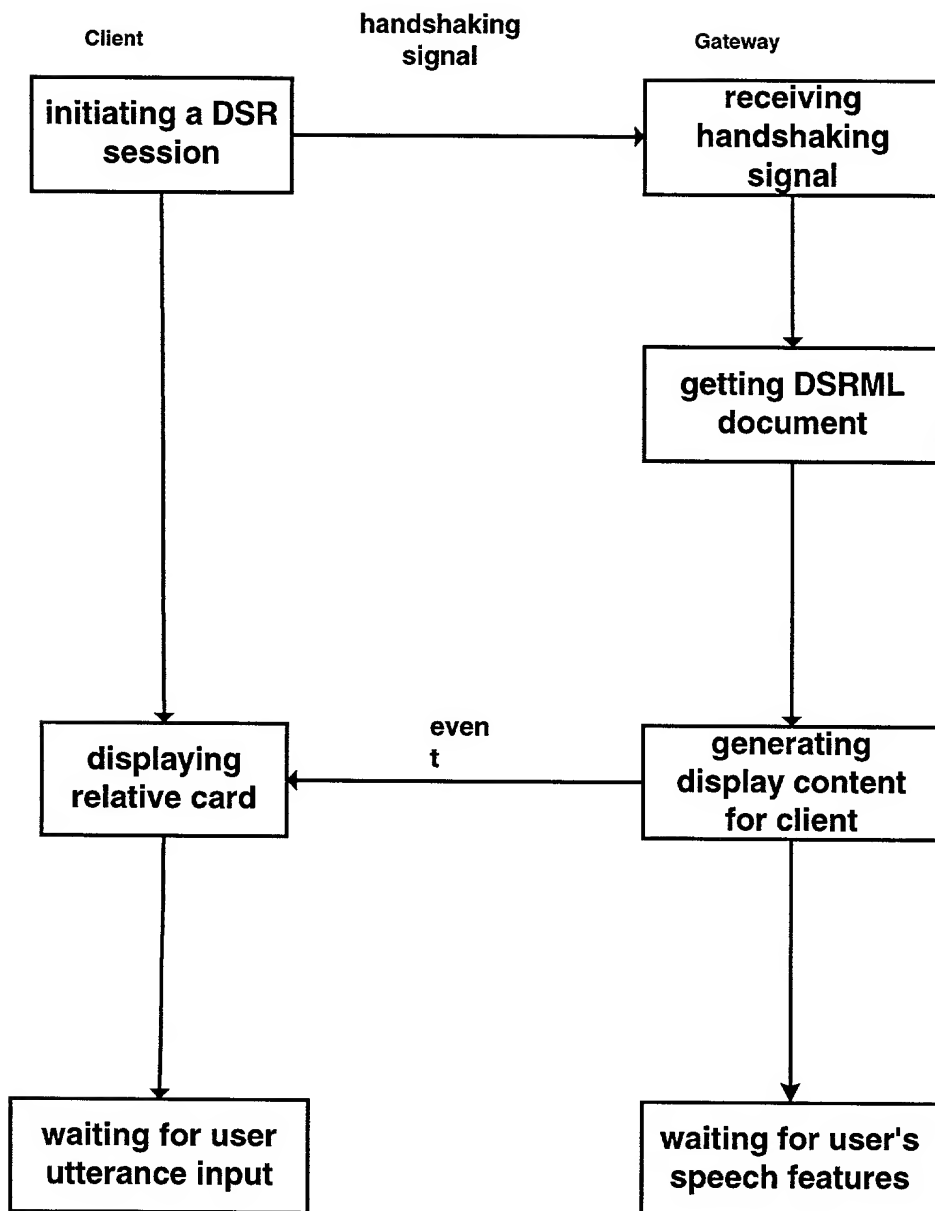 Client
handshaking
signal
Gateway
initiating a DSR
session
receiving
handshaking
signal
getting DSRML
document
displaying
relative card
even
t
generating
display content
for client
waiting for user
utterance input
waiting for user's
speech features